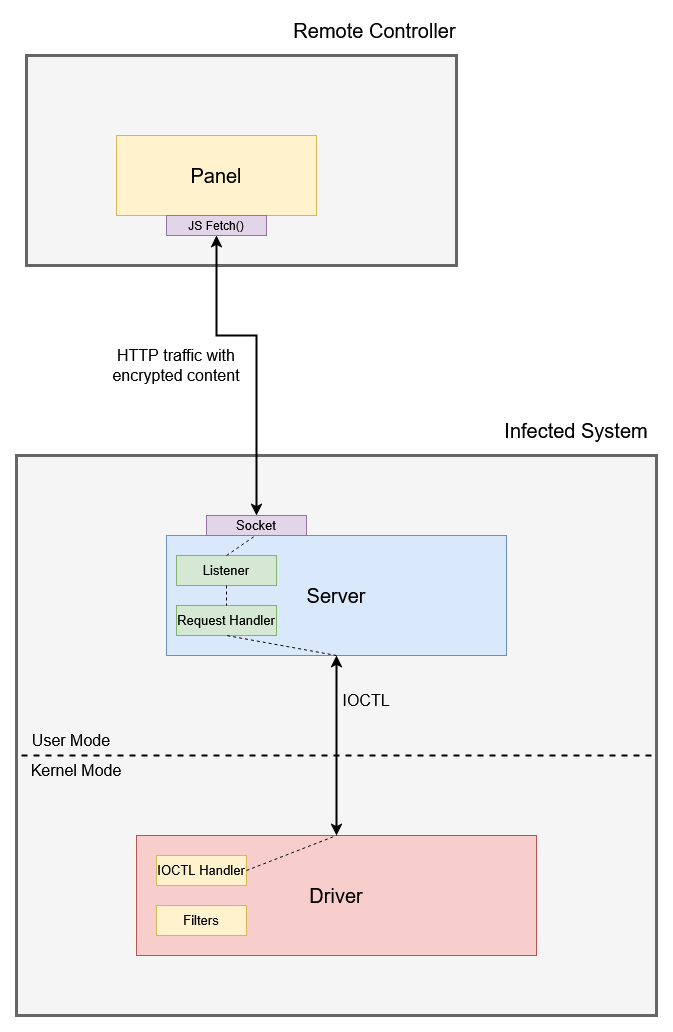 Remote Controller
Panel
JS Fetch()
HTTP traffic with
encrypted content
Infected System
Socket
Listener
Server
Request Handler
IOCTL
User Mode
Kernel Mode
IOCTL Handler
Driver
Filters